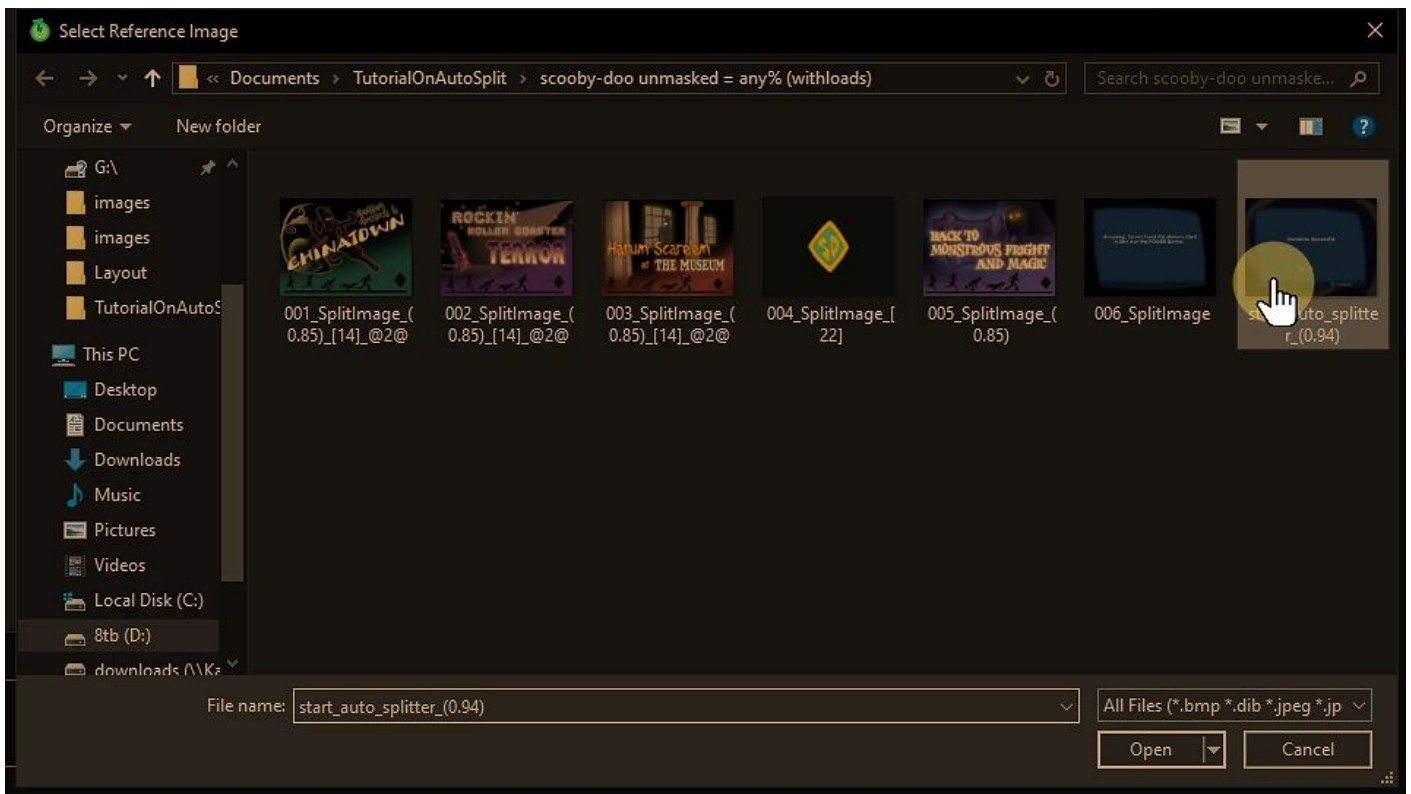 Select Reference Image
« Documents › TutorialOnAutoSplit › scooby-doo unmasked = any% (withloads)
Search scooby-doo unmaske...
Organize
New folder
G:\
images
images
Layout
TutorialOnAutoS
This PC
Desktop
Documents
Downloads
Music
Pictures
Videos
Local Disk (C:)
8tb (D:)
downloads (\\Ka
CHINATOWN
ROCKIN'
ROLLER COASTER
TERROR
Harum Scarem
at THE MUSEUM
SD
BACK TO
MONSTROUS FRIGHT
AND MAGIC
001_SplitImage_(
0.85)_[14]_@2@
002_SplitImage_(
0.85)_[14]_@2@
003_SplitImage_(
0.85)_[14]_@2@
004_SplitImage_[
22]
005_SplitImage_(
0.85)
006_SplitImage
uto_splitte
r_(0.94)
File name:
start_auto_splitter_(0.94)
All Files (*.bmp *.dib *.jpeg *.jp
Open
Cancel